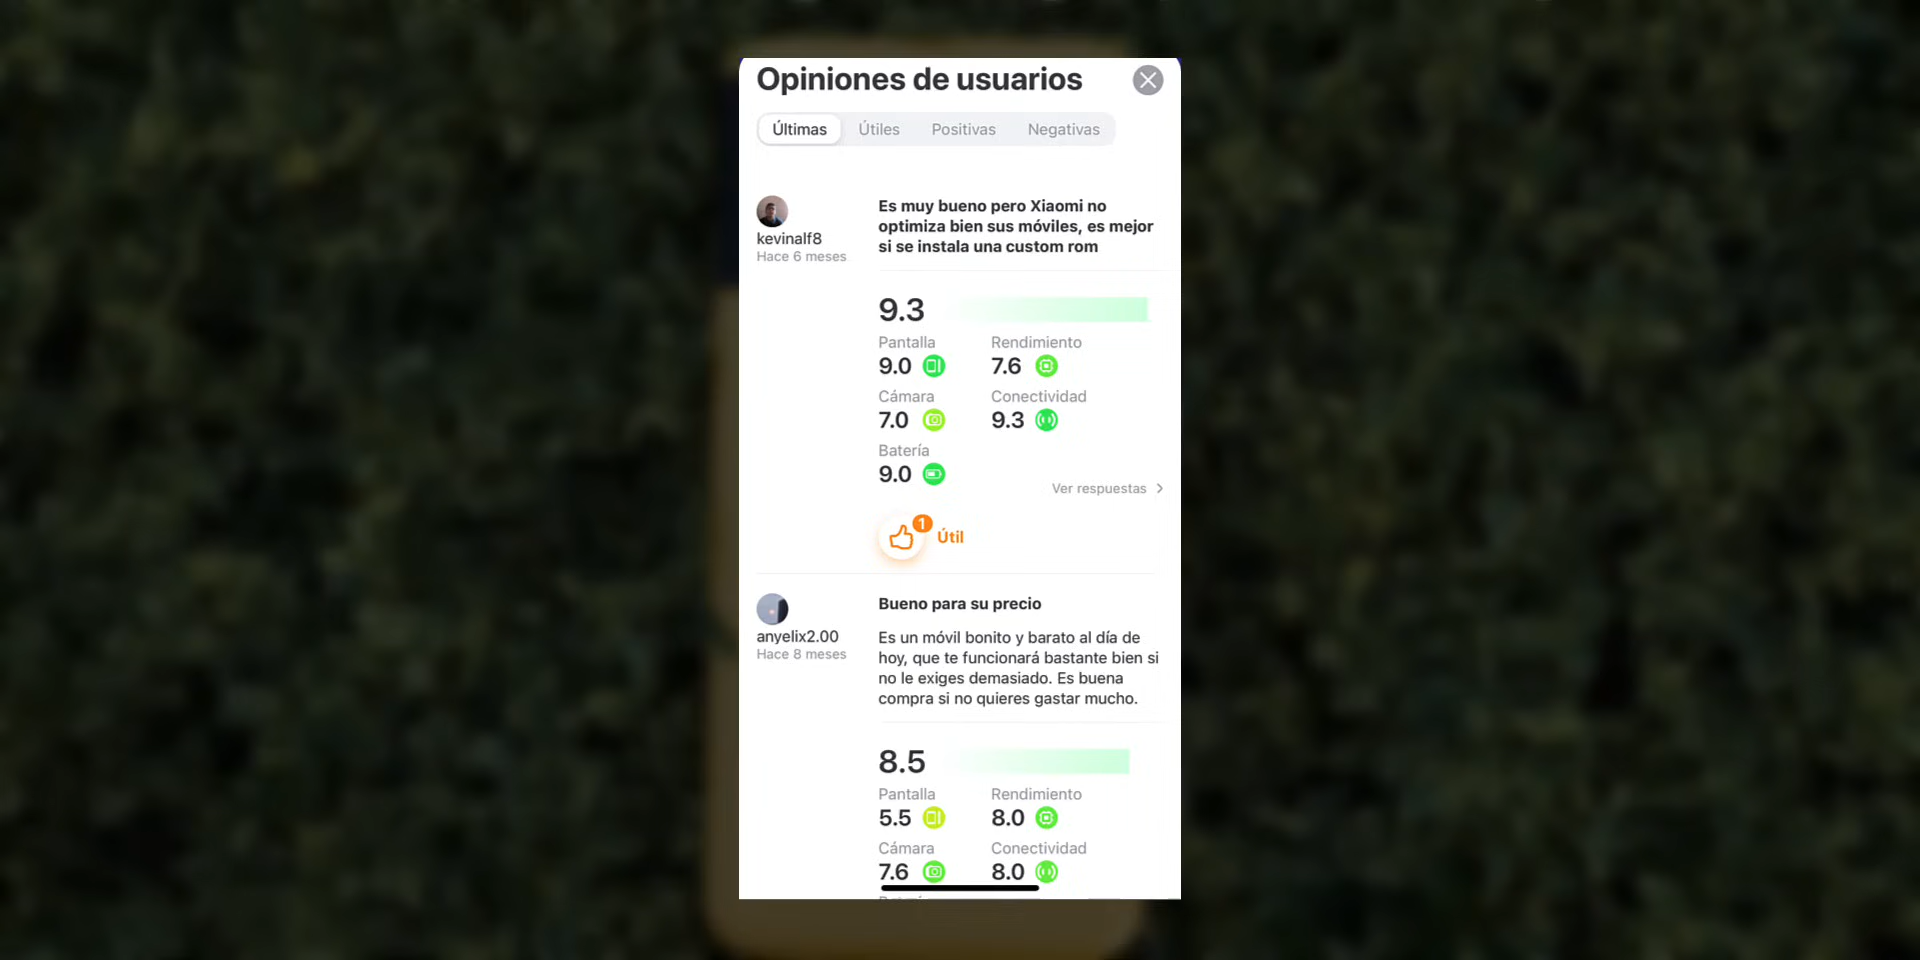 Opiniones de usuarios
Últimas Útiles Positivas Negativas
kevinalf8
Hace 6 meses
Es muy bueno pero Xiaomi no
optimiza bien sus móviles, es mejor
si se instala una custom rom
9.3
Pantalla Rendimiento
9.0 7.6
Cámara Conectividad
7.0 9.3
Batería
9.0
Ver respuestas
1
Útil
anyelix2.00
Hace 8 meses
Bueno para su precio
Es un móvil bonito y barato al día de
hoy, que te funcionará bastante bien si
no le exiges demasiado. Es buena
compra si no quieres gastar mucho.
8.5
Pantalla Rendimiento
5.5 8.0
Cámara Conectividad
7.6 8.0